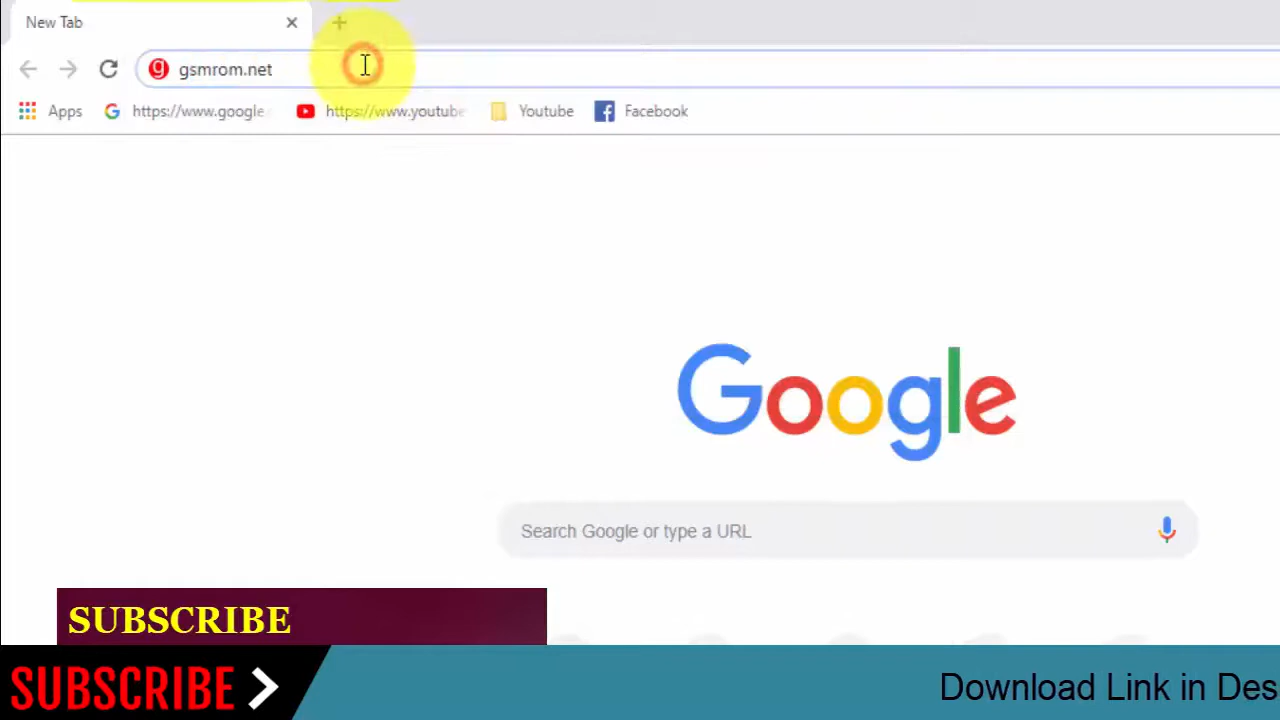 New Tab
gsmrom.net
Apps
https://www.google.
https://www.youtube
Youtube
Facebook
Google
Search Google or type a URL
SUBSCRIBE
SUBSCRIBE
Download Link in Des